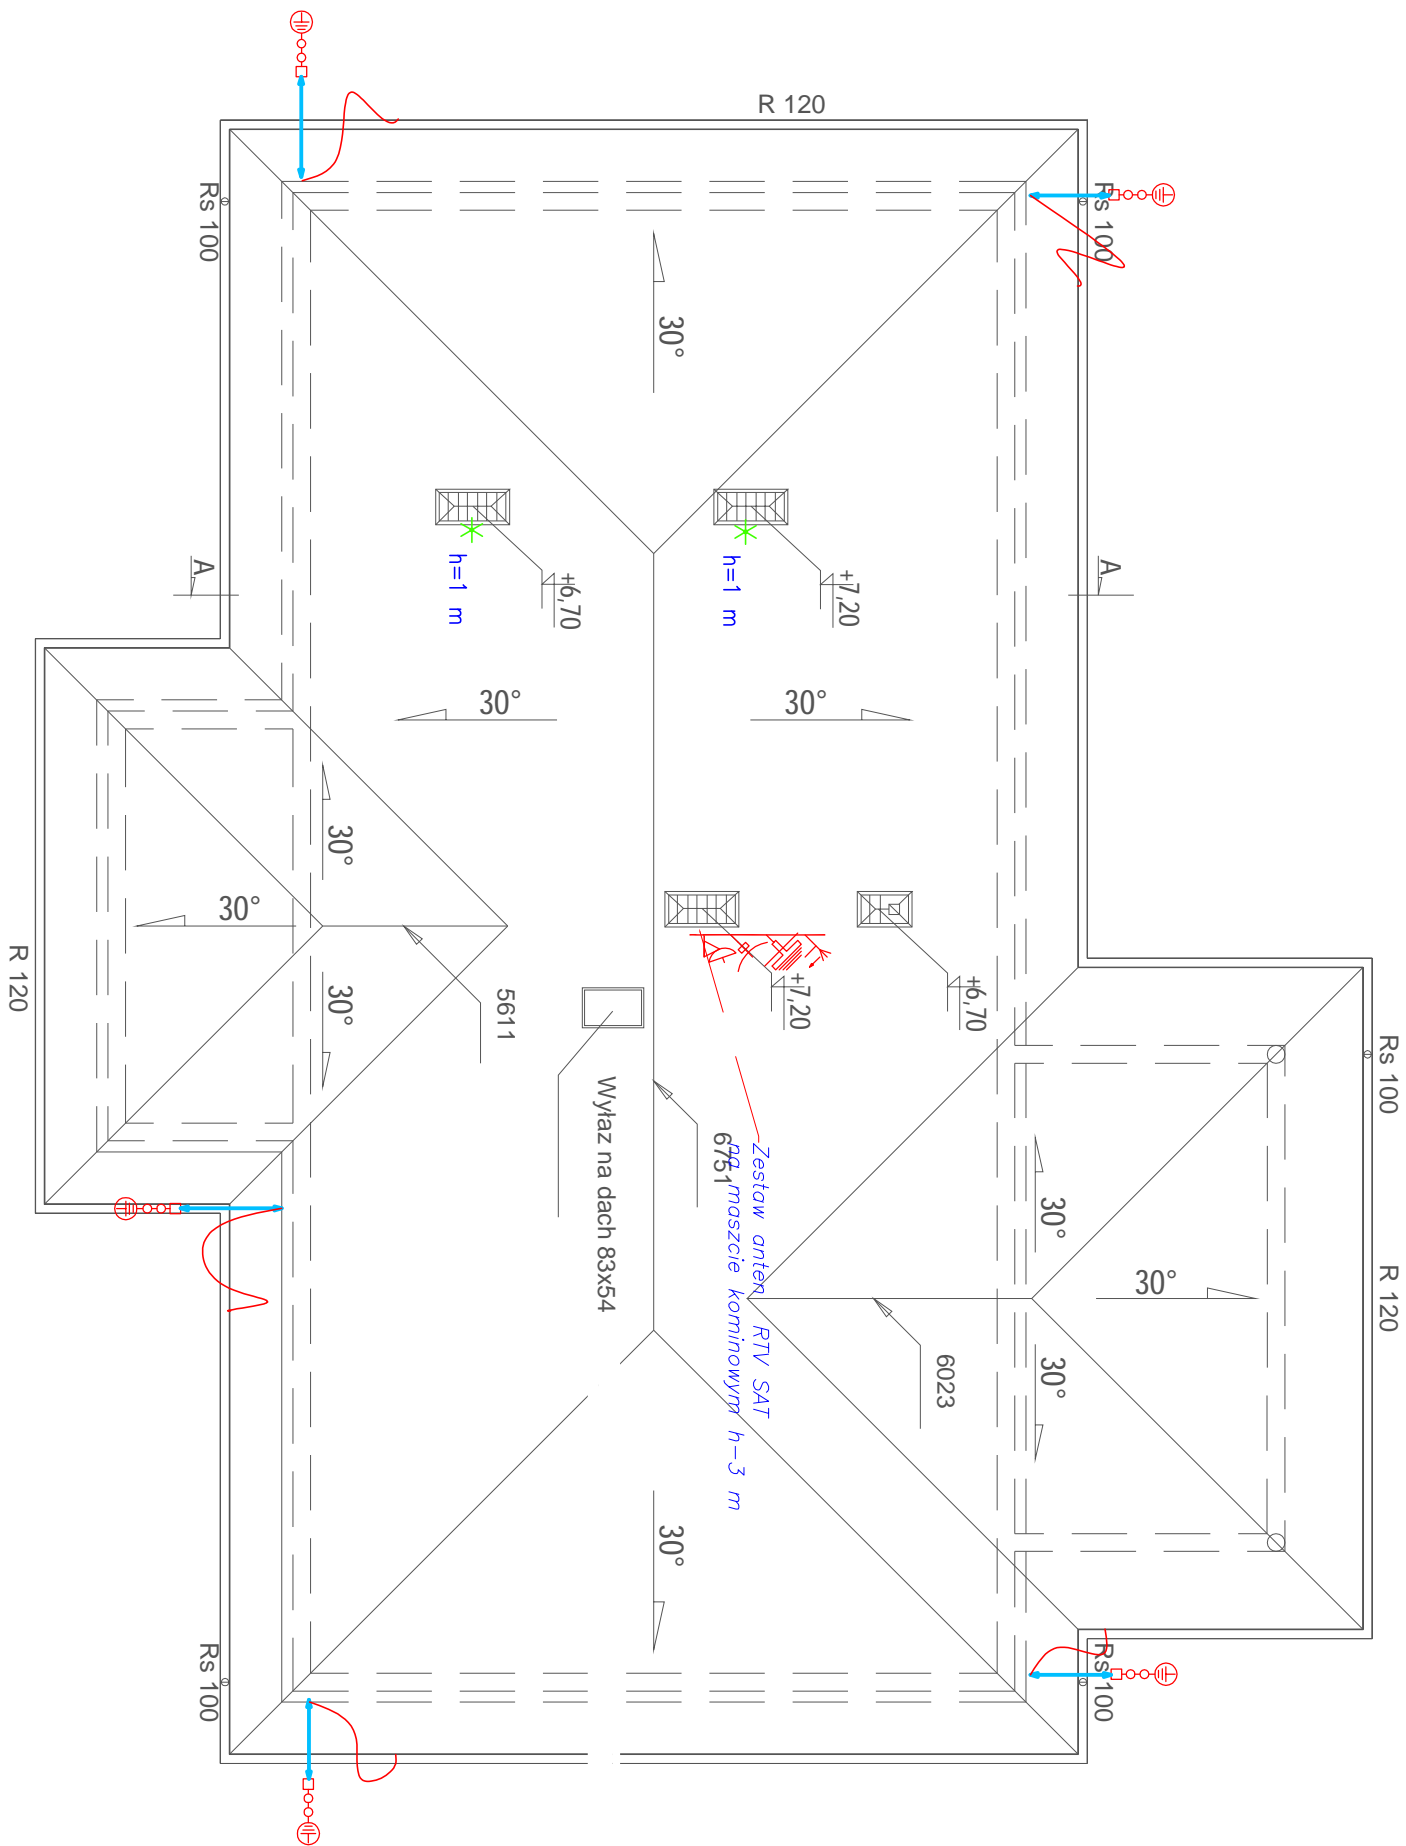 R 120
Rs 100
Rs 100
30°
+6,70
h=1 m
+7,20
h=1 m
A
A
30°
30°
30°
30°
30°
R 120
5611
Wyłaz na dach 83x54
6751
+7,20
+6,70
Zestaw anten RTV SAT
na maszcie kominowym h-3 m
Rs 100
R 120
30°
30°
30°
6023
30°
Rs 100
Rs 100